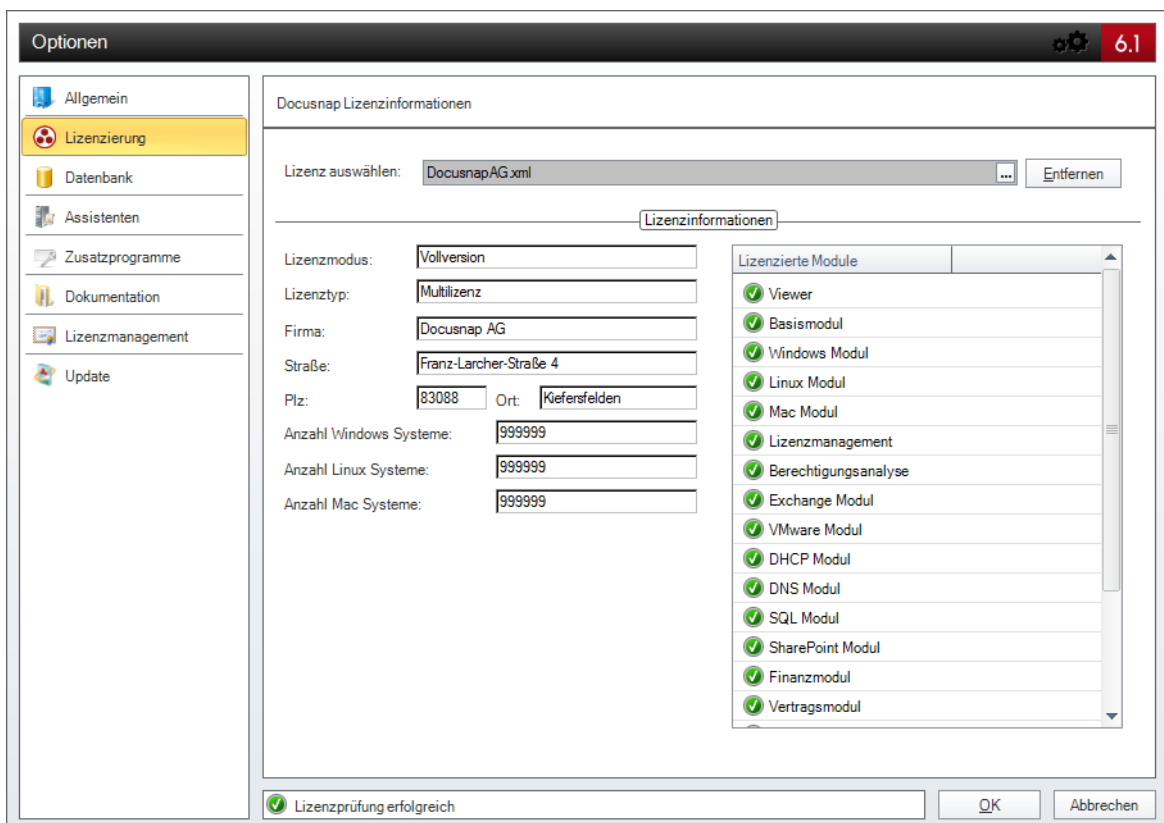 Optionen
6.1
Allgemein
Lizenzierung
Datenbank
Assistenten
Zusatzprogramme
Dokumentation
Lizenzmanagement
Update
Docusnap Lizenzinformationen
Lizenz auswählen: DocusnapAG.xml ... Entfernen
Lizenzinformationen
Lizenzmodus: Vollversion
Lizenztyp: Multilizenz
Firma: Docusnap AG
Straße: Franz-Larcher-Straße 4
Plz: 83088 Ort: Kiefersfelden
Anzahl Windows Systeme: 999999
Anzahl Linux Systeme: 999999
Anzahl Mac Systeme: 999999
Lizenzierte Module
Viewer
Basismodul
Windows Modul
Linux Modul
Mac Modul
Lizenzmanagement
Berechtigungsanalyse
Exchange Modul
VMware Modul
DHCP Modul
DNS Modul
SQL Modul
SharePoint Modul
Finanzmodul
Vertragsmodul
Lizenzprüfung erfolgreich
OK
Abbrechen